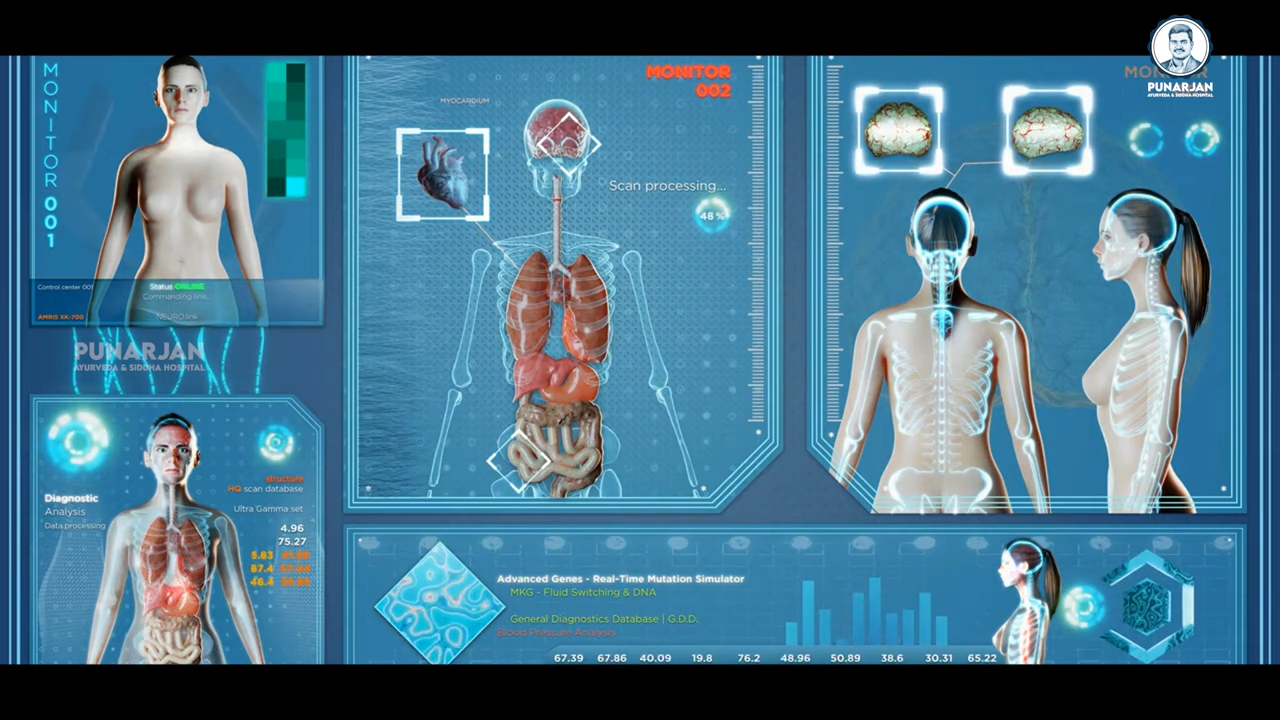 MONITOR 001
Control center 001
Status ONLINE
Commanding line...
AMRIS XK-700
NEURO link
PUNARJAN
AYURVEDA & SIDDHA HOSPITAL
Diagnostic
Analysis
Data processing
structure
HQ scan database
Ultra Gamma set
4.96
75.27
5.83
87.4
46.4
MONITOR
002
MYOCARDIUM
Scan processing...
48 %
PUNARJAN
AYURVEDA & SIDDHA HOSPITAL
Advanced Genes - Real-Time Mutation Simulator
MKG - Fluid Switching & DNA
General Diagnostics Database | G.D.D.
Blood Pressure Analysis
67.39 67.86 40.09 19.8 76.2 48.96 50.89 38.6 30.31 65.22